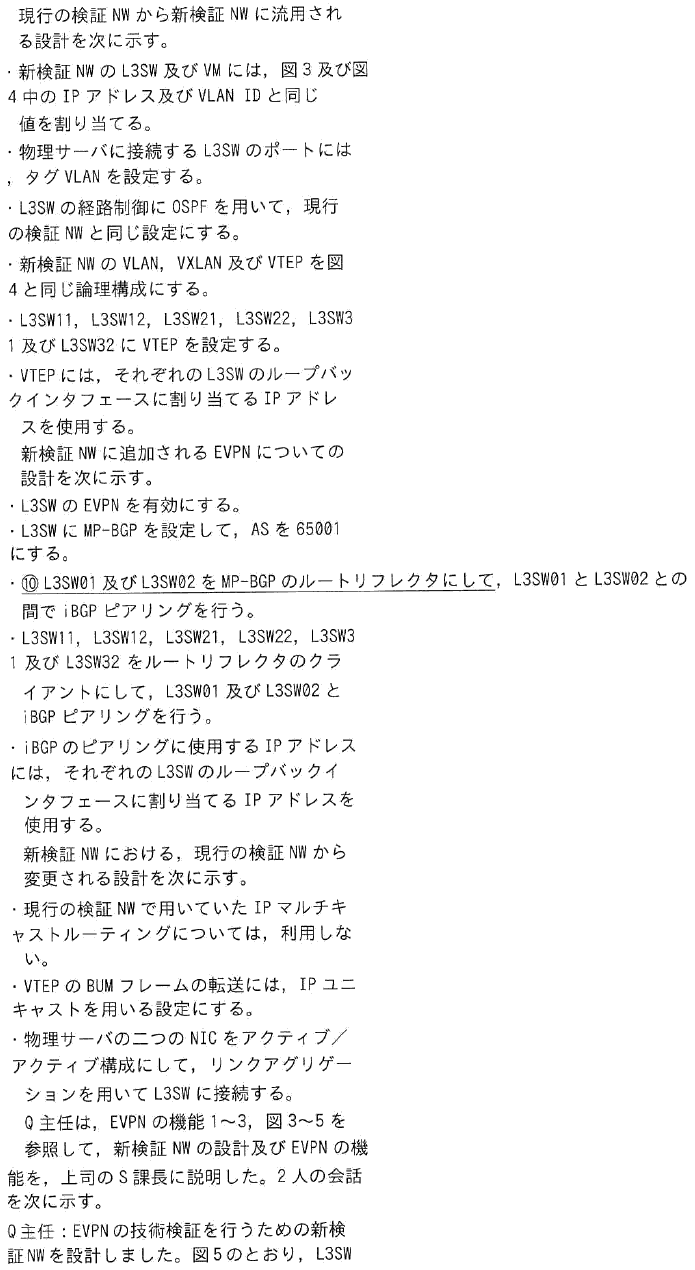 現行の検証 NW から新検証 NW に流用され
る設計を次に示す。
・新検証 NW の L3SW 及び VM には，図 3 及び図
4 中の IP アドレス及び VLAN ID と同じ
値を割り当てる。
・物理サーバに接続する L3SW のポートには
，タグ VLAN を設定する。
・L3SW の経路制御に OSPF を用いて，現行
の検証 NW と同じ設定にする。
・新検証 NW の VLAN，VXLAN 及び VTEP を図
4 と同じ論理構成にする。
・L3SW11，L3SW12，L3SW21，L3SW22，L3SW3
1 及び L3SW32 に VTEP を設定する。
・VTEP には，それぞれの L3SW のループバッ
クインタフェースに割り当てる IP アドレ
スを使用する。
新検証 NW に追加される EVPN についての
設計を次に示す。
・L3SW の EVPN を有効にする。
・L3SW に MP-BGP を設定して，AS を 65001
にする。
・⑩ L3SW01 及び L3SW02 を MP-BGP のルートリフレクタにして，L3SW01 と L3SW02 との
間で iBGP ピアリングを行う。
・L3SW11，L3SW12，L3SW21，L3SW22，L3SW3
1 及び L3SW32 をルートリフレクタのクラ
イアントにして，L3SW01 及び L3SW02 と
iBGP ピアリングを行う。
・iBGP のピアリングに使用する IP アドレス
には，それぞれの L3SW のループバックイ
ンタフェースに割り当てる IP アドレスを
使用する。
新検証 NW における，現行の検証 NW から
変更される設計を次に示す。
・現行の検証 NW で用いていた IP マルチキ
ャストルーティングについては，利用しな
い。
・VTEP の BUM フレームの転送には，IP ユニ
キャストを用いる設定にする。
・物理サーバの二つの NIC をアクティブ／
アクティブ構成にして，リンクアグリゲー
ションを用いて L3SW に接続する。
Q 主任は，EVPN の機能 1～3，図 3～5 を
参照して，新検証 NW の設計及び EVPN の機
能を，上司の S 課長に説明した。2 人の会話
を次に示す。
Q 主任：EVPN の技術検証を行うための新検
証 NW を設計しました。図 5 のとおり，L3SW